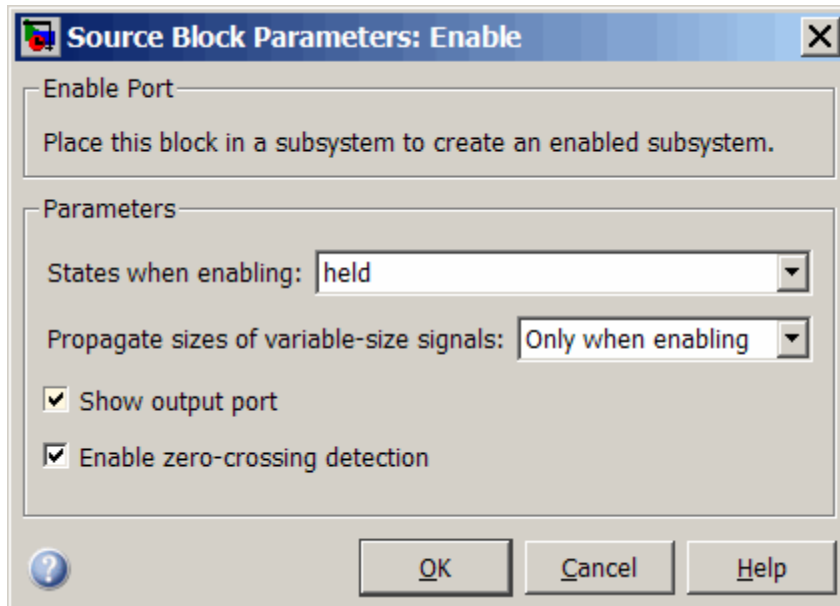 Source Block Parameters: Enable
Enable Port
Place this block in a subsystem to create an enabled subsystem.
Parameters
States when enabling: held
Propagate sizes of variable-size signals: Only when enabling
Show output port
Enable zero-crossing detection
OK Cancel Help